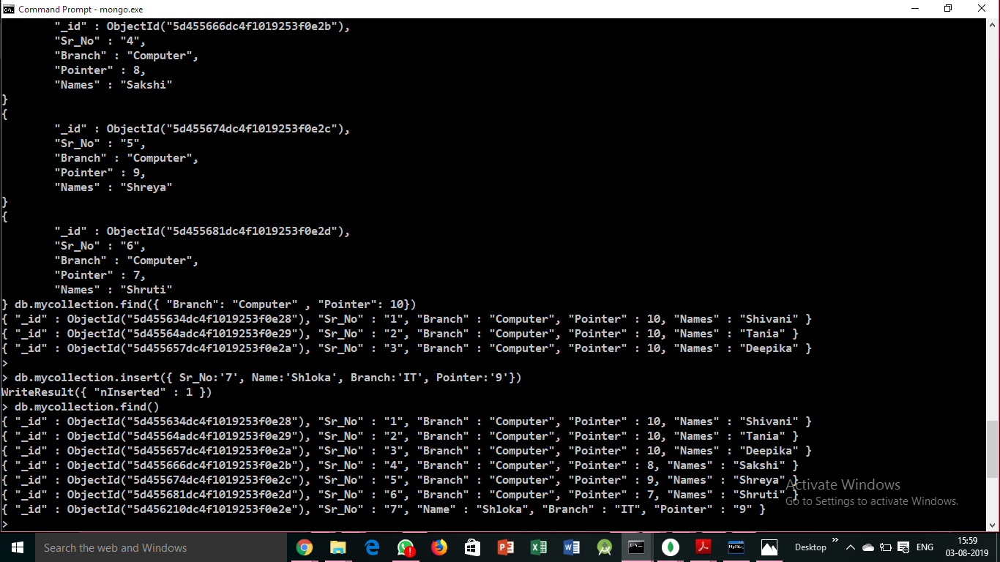 Command Prompt - mongo.exe
"_id" : ObjectId("5d455666dc4f1019253f0e2b"),
"Sr_No" : "4",
"Branch" : "Computer",
"Pointer" : 8,
"Names" : "Sakshi"
}
{
"_id" : ObjectId("5d455674dc4f1019253f0e2c"),
"Sr_No" : "5",
"Branch" : "Computer",
"Pointer" : 9,
"Names" : "Shreya"
}
{
"_id" : ObjectId("5d455681dc4f1019253f0e2d"),
"Sr_No" : "6",
"Branch" : "Computer",
"Pointer" : 7,
"Names" : "Shruti"
} db.mycollection.find({ "Branch": "Computer" , "Pointer": 10})
{ "_id" : ObjectId("5d455634dc4f1019253f0e28"), "Sr_No" : "1", "Branch" : "Computer", "Pointer" : 10, "Names" : "Shivani" }
{ "_id" : ObjectId("5d45564adc4f1019253f0e29"), "Sr_No" : "2", "Branch" : "Computer", "Pointer" : 10, "Names" : "Tania" }
{ "_id" : ObjectId("5d455657dc4f1019253f0e2a"), "Sr_No" : "3", "Branch" : "Computer", "Pointer" : 10, "Names" : "Deepika" }
>
> db.mycollection.insert({ Sr_No:'7', Name:'Shloka', Branch:'IT', Pointer:'9'})
WriteResult({ "nInserted" : 1 })
> db.mycollection.find()
{ "_id" : ObjectId("5d455634dc4f1019253f0e28"), "Sr_No" : "1", "Branch" : "Computer", "Pointer" : 10, "Names" : "Shivani" }
{ "_id" : ObjectId("5d45564adc4f1019253f0e29"), "Sr_No" : "2", "Branch" : "Computer", "Pointer" : 10, "Names" : "Tania" }
{ "_id" : ObjectId("5d455657dc4f1019253f0e2a"), "Sr_No" : "3", "Branch" : "Computer", "Pointer" : 10, "Names" : "Deepika" }
{ "_id" : ObjectId("5d455666dc4f1019253f0e2b"), "Sr_No" : "4", "Branch" : "Computer", "Pointer" : 8, "Names" : "Sakshi" }
{ "_id" : ObjectId("5d455674dc4f1019253f0e2c"), "Sr_No" : "5", "Branch" : "Computer", "Pointer" : 9, "Names" : "Shreya" }
{ "_id" : ObjectId("5d455681dc4f1019253f0e2d"), "Sr_No" : "6", "Branch" : "Computer", "Pointer" : 7, "Names" : "Shruti" }
{ "_id" : ObjectId("5d456210dc4f1019253f0e2e"), "Sr_No" : "7", "Name" : "Shloka", "Branch" : "IT", "Pointer" : "9" }
>
Activate Windows
Go to Settings to activate Windows.
Search the web and Windows
Desktop
ENG
15:59
03-08-2019